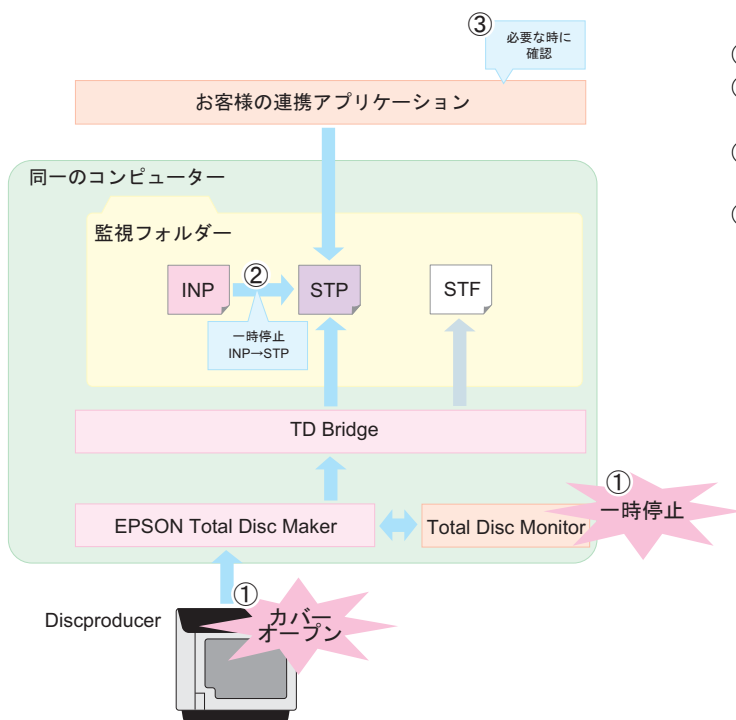 ③
必要な時に
確認
お客様の連携アプリケーション
同一のコンピューター
監視フォルダー
INP
②
STP
STF
一時停止
INP→STP
TD Bridge
①
一時停止
EPSON Total Disc Maker
Total Disc Monitor
①
カバー
オープン
Discproducer